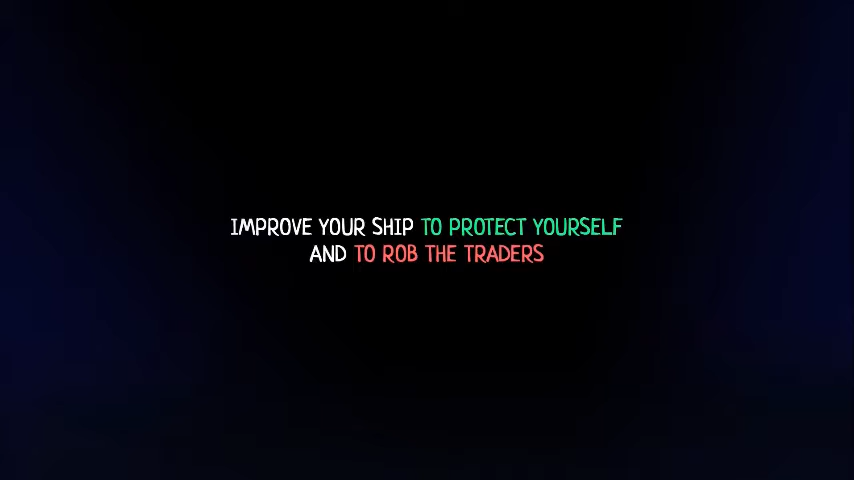 IMPROVE YOUR SHIP TO PROTECT YOURSELF
AND TO ROB THE TRADERS